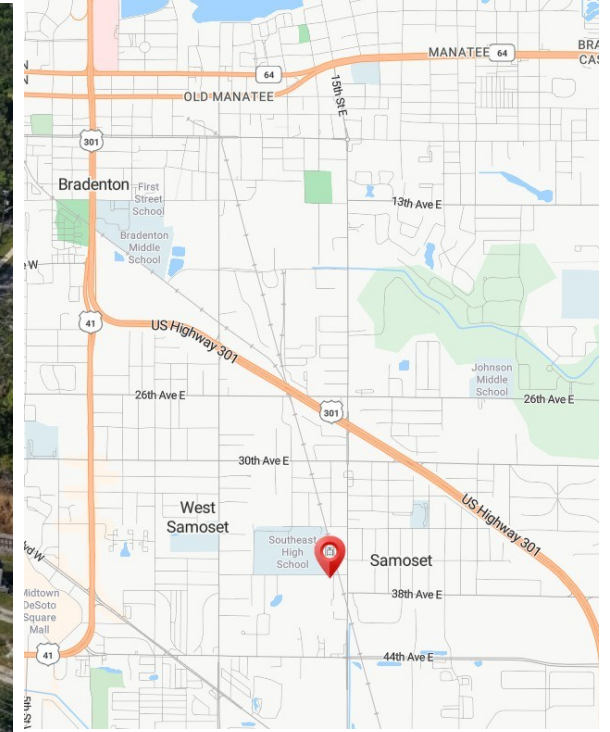 MANATEE 64
64
15th St E
OLD MANATEE
301
Bradenton
First
Street
School
13th Ave E
Bradenton
Middle
School
W
41
US Highway 301
Johnson
Middle
School
26th Ave E
26th Ave E
301
30th Ave E
West
Samoset
US Highway 301
Southeast
High
School
Samoset
38th Ave E
Midtown
DeSoto
Square
Mall
41
44th Ave E